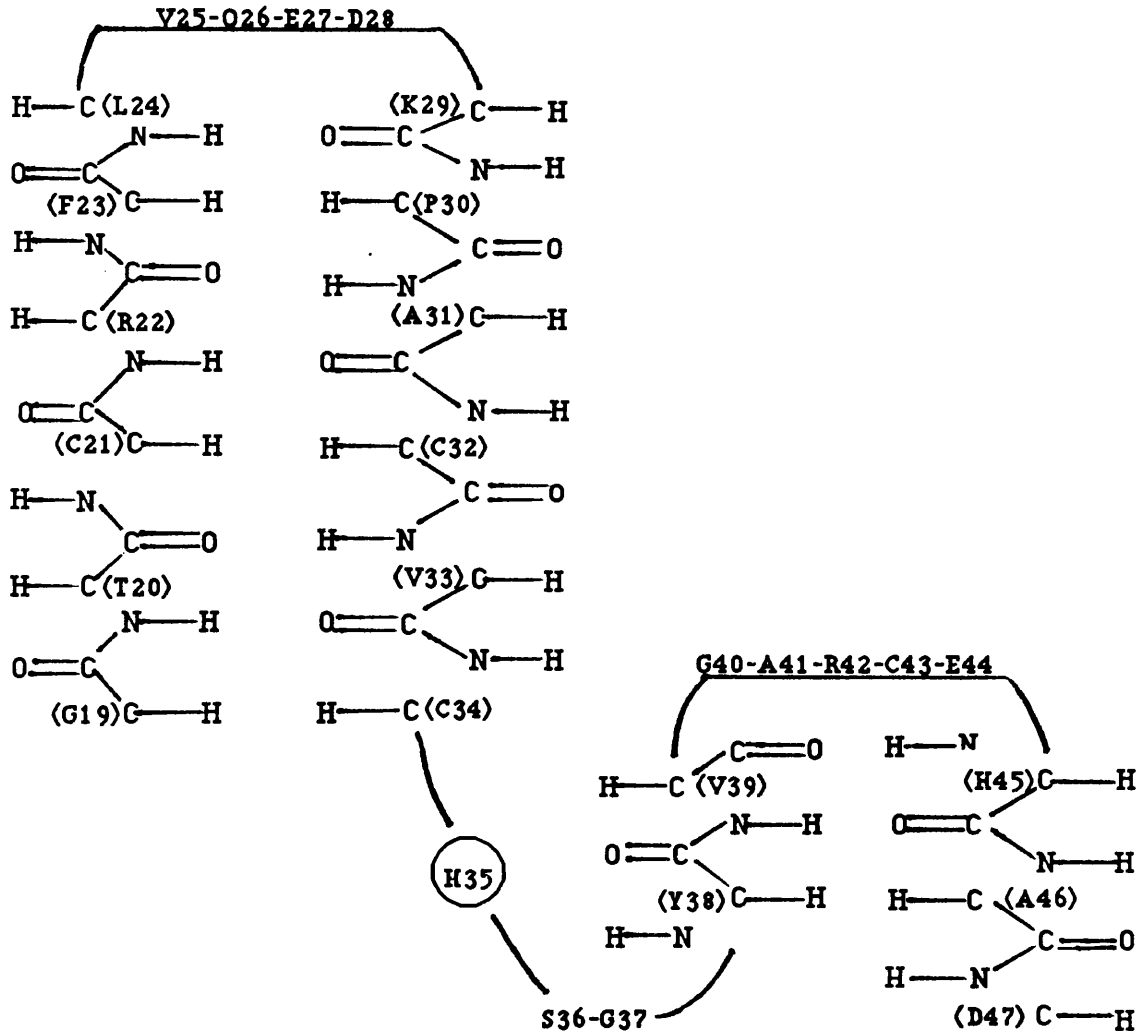 V25-Q26-E27-D28
H C(L24) (K29)C H
N H O C
O C N H
(F23)C H H C(P30)
H N C O
C O H N
H C(R22) (A31)C H
N H O C
O C N H
(C21)C H H C(C32)
H N C O
C O H N
H C(T20) (V33)C H
N H O C
O C N H
(G19)C H H C(C34)
G40-A41-R42-C43-E44
C O H N
H C(V39) (H45)C H
N H O C
O C N H
H35
(Y38)C H H C(A46)
H N C O
H N
S36-G37 (D47) C H